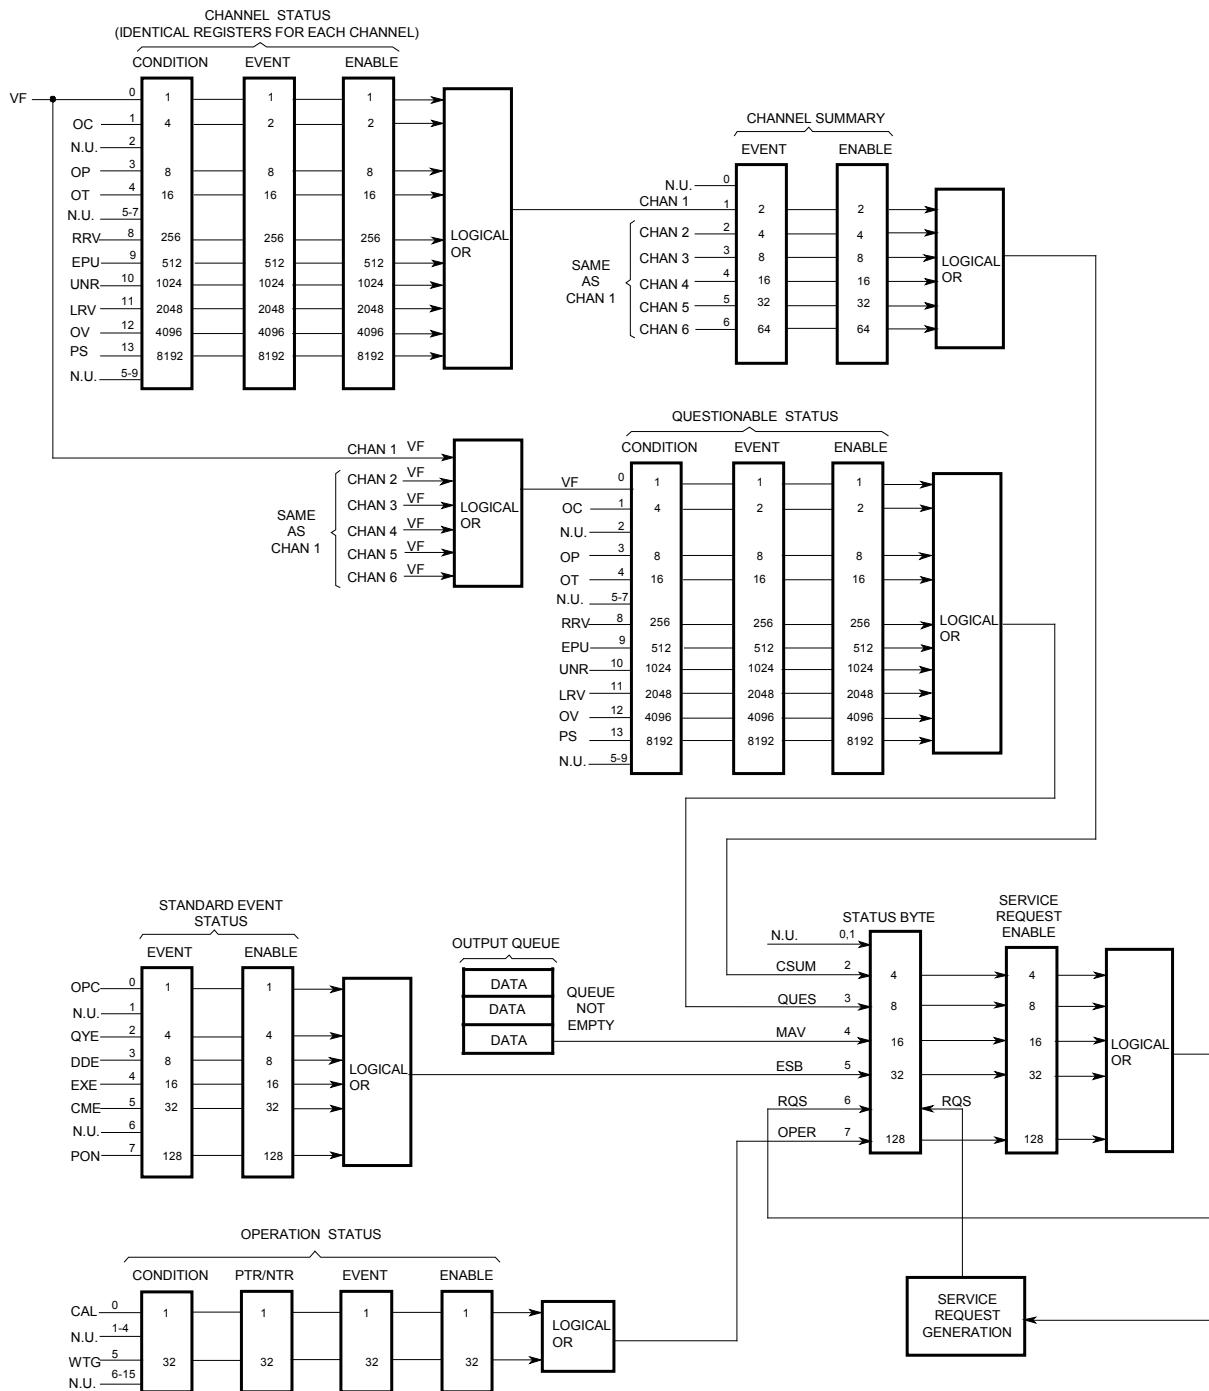 CHANNEL STATUS
(IDENTICAL REGISTERS FOR EACH CHANNEL)
CONDITION EVENT ENABLE
VF 0 1 1 1
OC 1 4 2 2
N.U. 2
OP 3 8 8 8
OT 4 16 16 16
N.U. 5-7
RRV 8 256 256 256
EPU 9 512 512 512
UNR 10 1024 1024 1024
LRV 11 2048 2048 2048
OV 12 4096 4096 4096
PS 13 8192 8192 8192
N.U. 5-9
LOGICAL
OR
CHANNEL SUMMARY
EVENT ENABLE
N.U. 0
CHAN 1 1 2 2
CHAN 2 2 4 4
CHAN 3 3 8 8
CHAN 4 4 16 16
CHAN 5 5 32 32
CHAN 6 6 64 64
SAME
AS
CHAN 1
LOGICAL
OR
CHAN 1 VF
CHAN 2 VF
CHAN 3 VF
CHAN 4 VF
CHAN 5 VF
CHAN 6 VF
SAME
AS
CHAN 1
LOGICAL
OR
QUESTIONABLE STATUS
CONDITION EVENT ENABLE
VF 0 1 1 1
OC 1 4 2 2
N.U. 2
OP 3 8 8 8
OT 4 16 16 16
N.U. 5-7
RRV 8 256 256 256
EPU 9 512 512 512
UNR 10 1024 1024 1024
LRV 11 2048 2048 2048
OV 12 4096 4096 4096
PS 13 8192 8192 8192
N.U. 5-9
LOGICAL
OR
STANDARD EVENT
STATUS
EVENT ENABLE
OPC 0 1 1
N.U. 1
QYE 2 4 4
DDE 3 8 8
EXE 4 16 16
CME 5 32 32
N.U. 6
PON 7 128 128
LOGICAL
OR
OUTPUT QUEUE
DATA
DATA
DATA
QUEUE
NOT
EMPTY
STATUS BYTE
SERVICE
REQUEST
ENABLE
N.U. 0,1
CSUM 2 4 4
QUES 3 8 8
MAV 4 16 16
ESB 5 32 32
RQS 6 RQS
OPER 7 128 128
LOGICAL
OR
SERVICE
REQUEST
GENERATION
OPERATION STATUS
CONDITION PTR/NTR EVENT ENABLE
CAL 0 1 1 1 1
N.U. 1-4
WTG 5 32 32 32 32
N.U. 6-15
LOGICAL
OR